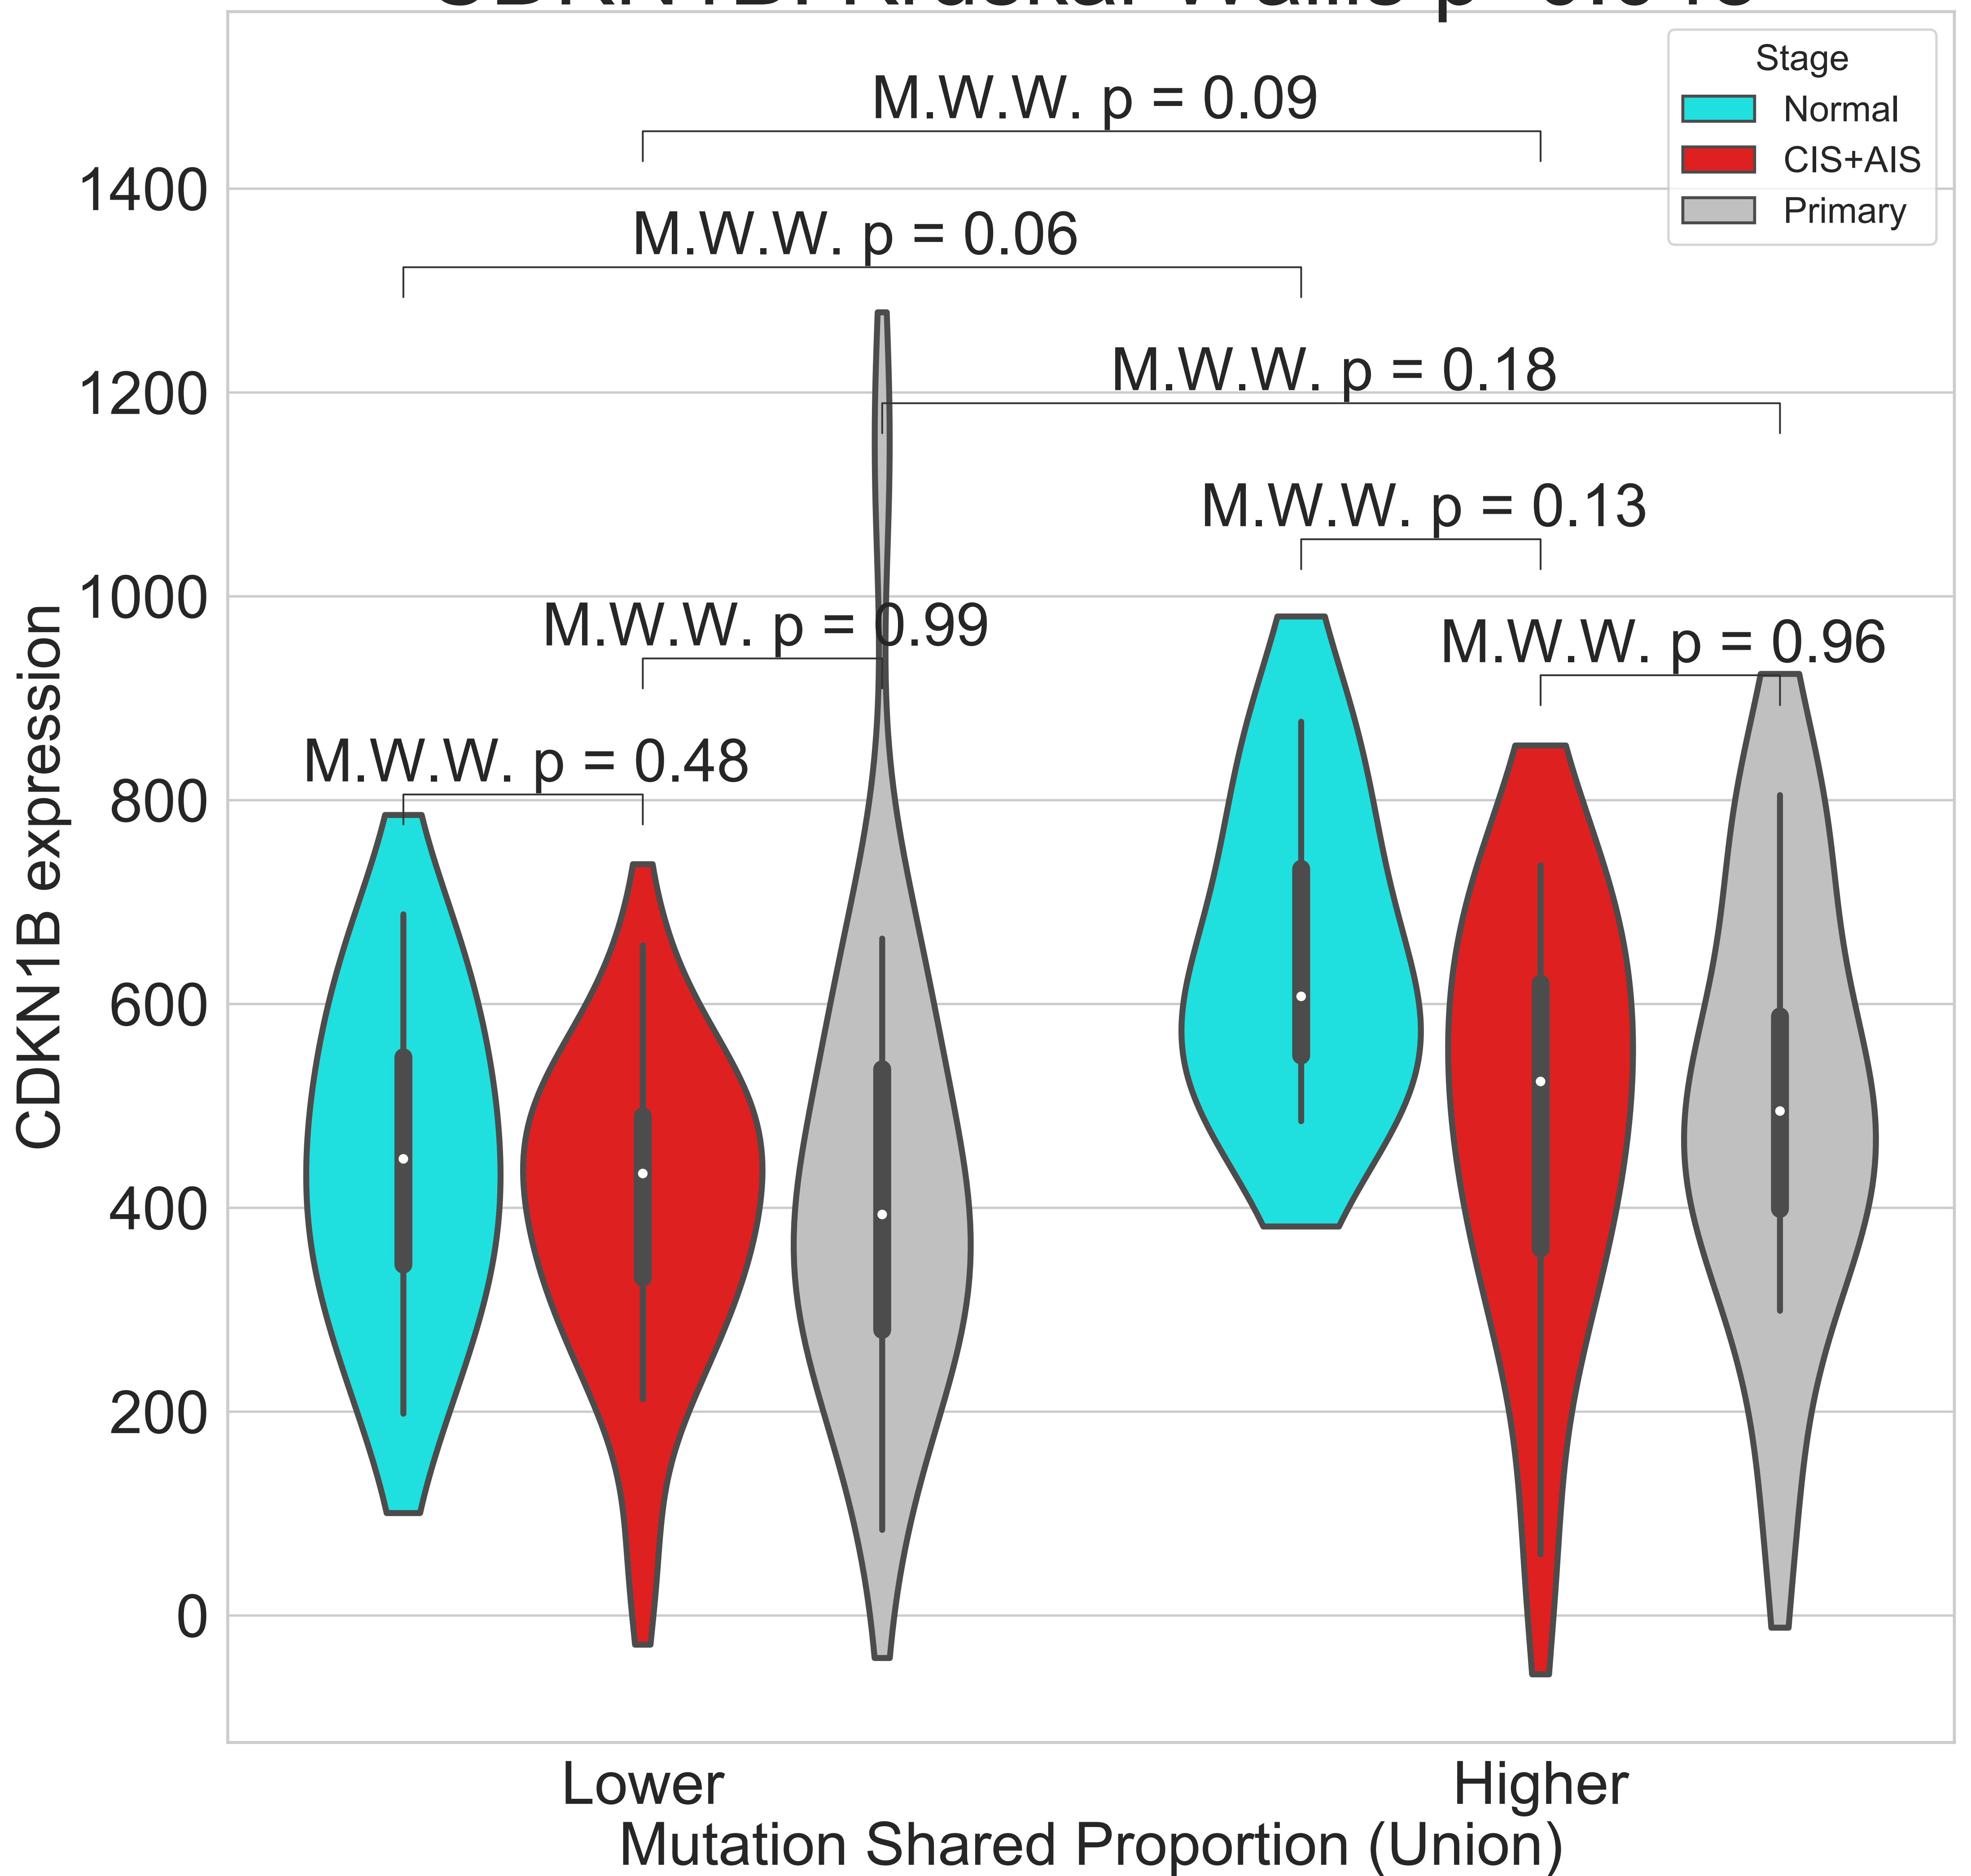 Stage
Normal
CIS+AIS
Primary
M.W.W. p = 0.09
M.W.W. p = 0.06
M.W.W. p = 0.18
M.W.W. p = 0.13
M.W.W. p = 0.99
M.W.W. p = 0.96
M.W.W. p = 0.48
1400
1200
1000
800
600
400
200
0
CDKN1B expression
Lower
Higher
Mutation Shared Proportion (Union)